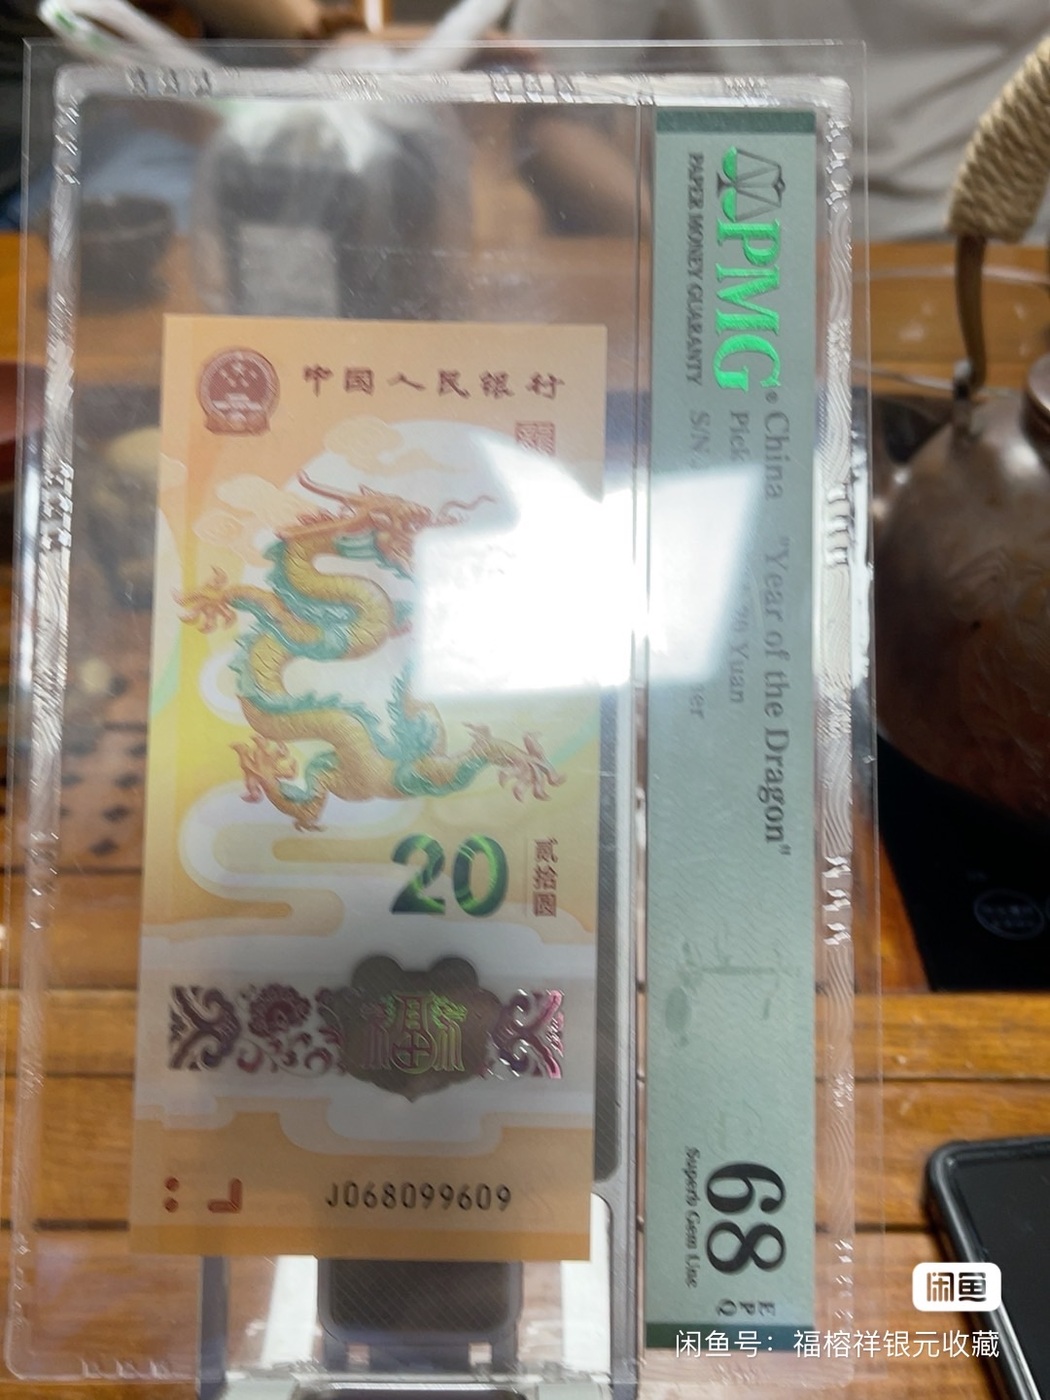 中国人民银行
20
贰拾圆
J068099609
PMG
PAPER MONEY GUARANTY
China "Year of the Dragon"
20 Yuan
S/N
68 EPQ
Superb Gem Unc
闲鱼
闲鱼号：福榕祥银元收藏